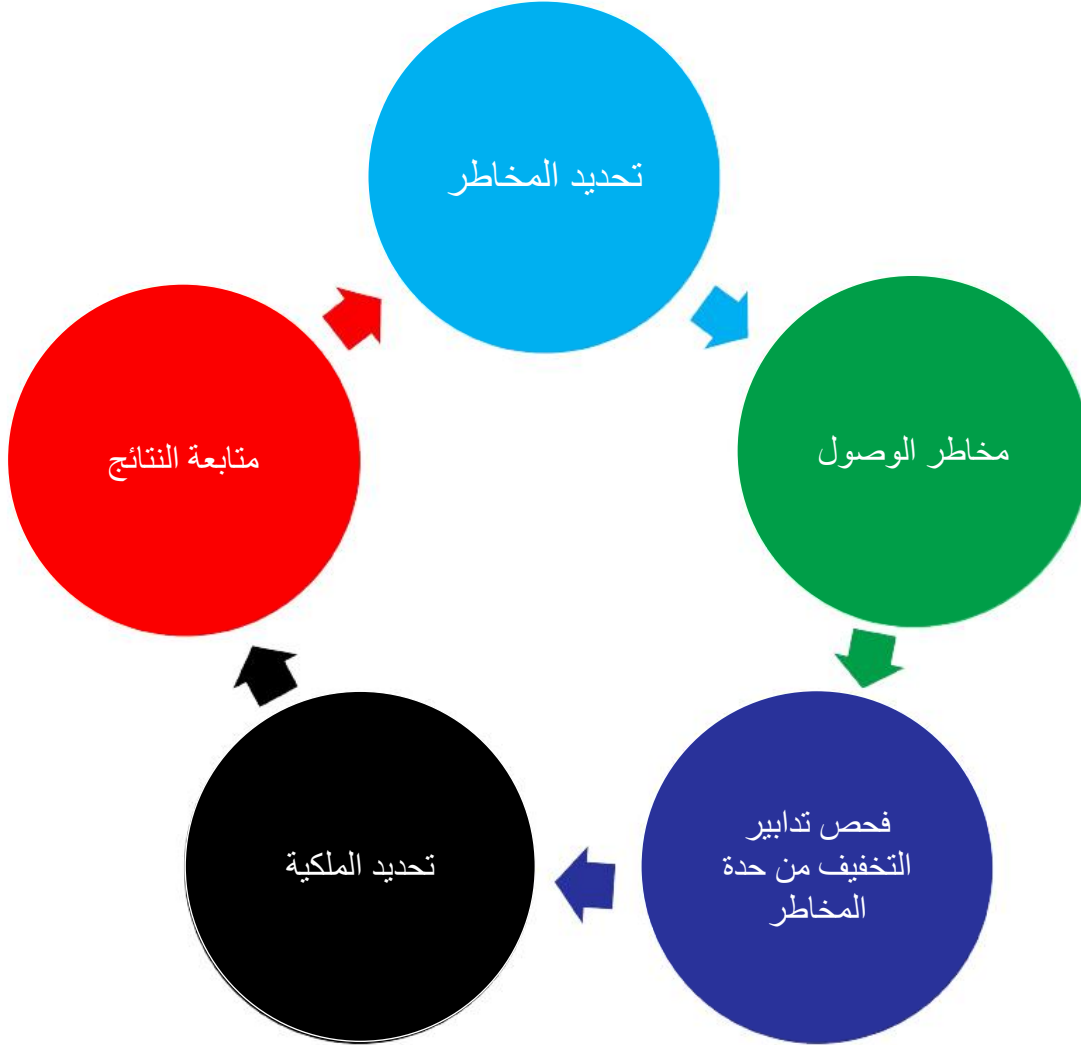 تحديد المخاطر
مخاطر الوصول
فحص تدابير
التخفيف من حدة
المخاطر
تحديد الملكية
متابعة النتائج